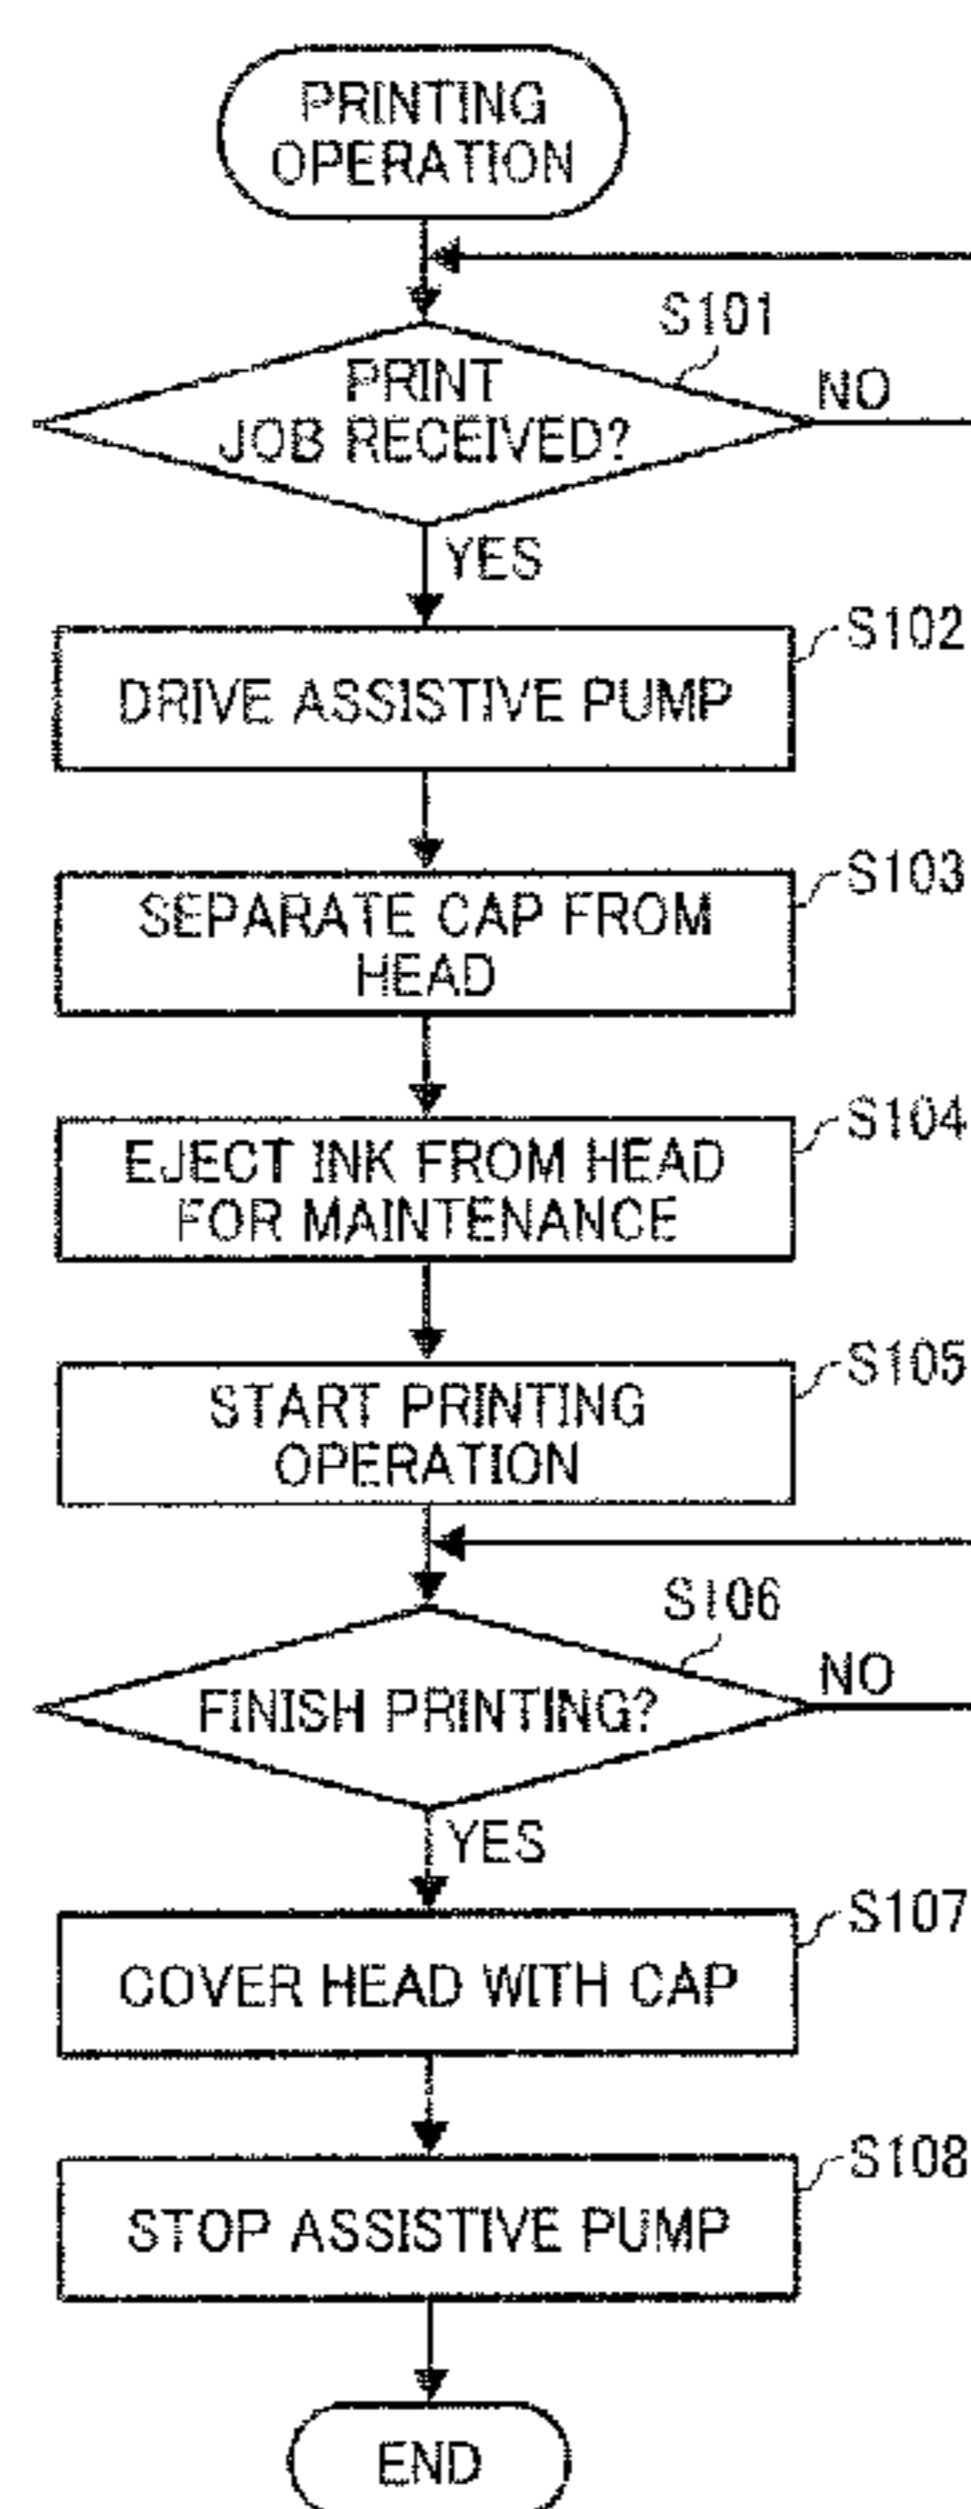 PRINTING
OPERATION
S101
PRINT
JOB RECEIVED?
NO
YES
S102
DRIVE ASSISTIVE PUMP
S103
SEPARATE CAP FROM
HEAD
S104
EJECT INK FROM HEAD
FOR MAINTENANCE
S105
START PRINTING
OPERATION
S106
FINISH PRINTING?
NO
YES
S107
COVER HEAD WITH CAP
S108
STOP ASSISTIVE PUMP
END